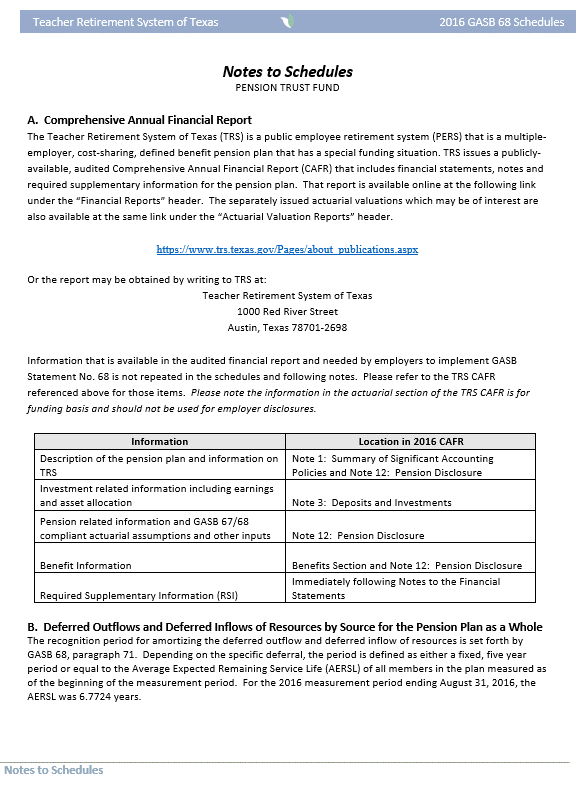 Teacher Retirement System of Texas 2016 GASB 68 Schedules
Notes to Schedules
PENSION TRUST FUND
A. Comprehensive Annual Financial Report
The Teacher Retirement System of Texas (TRS) is a public employee retirement system (PERS) that is a multiple-
employer, cost-sharing, defined benefit pension plan that has a special funding situation. TRS issues a publicly-
available, audited Comprehensive Annual Financial Report (CAFR) that includes financial statements, notes and
required supplementary information for the pension plan. That report is available online at the following link
under the “Financial Reports” header. The separately issued actuarial valuations which may be of interest are
also available at the same link under the “Actuarial Valuation Reports” header.
https://www.trs.texas.gov/Pages/about_publications.aspx
Or the report may be obtained by writing to TRS at:
Teacher Retirement System of Texas
1000 Red River Street
Austin, Texas 78701-2698
Information that is available in the audited financial report and needed by employers to implement GASB
Statement No. 68 is not repeated in the schedules and following notes. Please refer to the TRS CAFR
referenced above for those items. Please note the information in the actuarial section of the TRS CAFR is for
funding basis and should not be used for employer disclosures.
Information Location in 2016 CAFR
Description of the pension plan and information on
TRS
Note 1: Summary of Significant Accounting
Policies and Note 12: Pension Disclosure
Investment related information including earnings
and asset allocation
Note 3: Deposits and Investments
Pension related information and GASB 67/68
compliant actuarial assumptions and other inputs
Note 12: Pension Disclosure
Benefit Information
Benefits Section and Note 12: Pension Disclosure
Required Supplementary Information (RSI)
Immediately following Notes to the Financial
Statements
B. Deferred Outflows and Deferred Inflows of Resources by Source for the Pension Plan as a Whole
The recognition period for amortizing the deferred outflow and deferred inflow of resources is set forth by
GASB 68, paragraph 71. Depending on the specific deferral, the period is defined as either a fixed, five year
period or equal to the Average Expected Remaining Service Life (AERSL) of all members in the plan measured as
of the beginning of the measurement period. For the 2016 measurement period ending August 31, 2016, the
AERSL was 6.7724 years.
Notes to Schedules